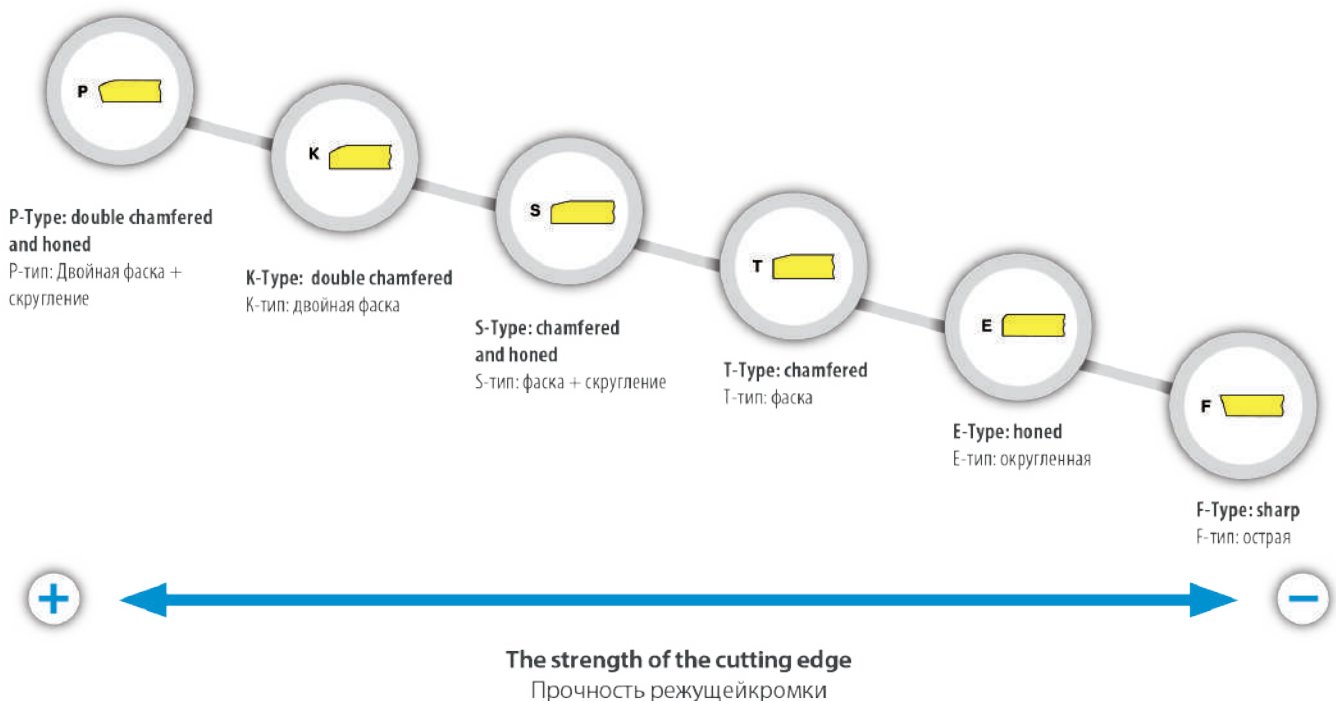 P
K
S
T
E
F
P-Type: double chamfered
and honed
P-тип: Двойная фаска +
скругление
K-Type: double chamfered
K-тип: двойная фаска
S-Type: chamfered
and honed
S-тип: фаска + скругление
T-Type: chamfered
T-тип: фаска
E-Type: honed
E-тип: округленная
F-Type: sharp
F-тип: острая
+
−
The strength of the cutting edge
Прочность режущейкромки